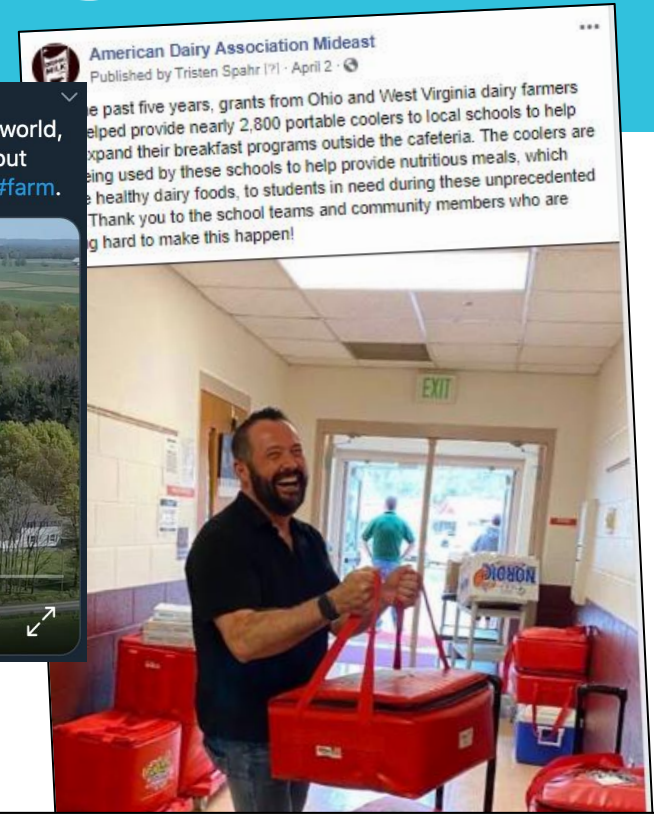 American Dairy Association Mideast
Published by Tristen Spahr [?] · April 2 ·
e past five years, grants from Ohio and West Virginia dairy farmers
elped provide nearly 2,800 portable coolers to local schools to help
xpand their breakfast programs outside the cafeteria. The coolers are
eing used by these schools to help provide nutritious meals, which
e healthy dairy foods, to students in need during these unprecedented
Thank you to the school teams and community members who are
g hard to make this happen!
world,
out
#farm.
EXIT
NORDIC